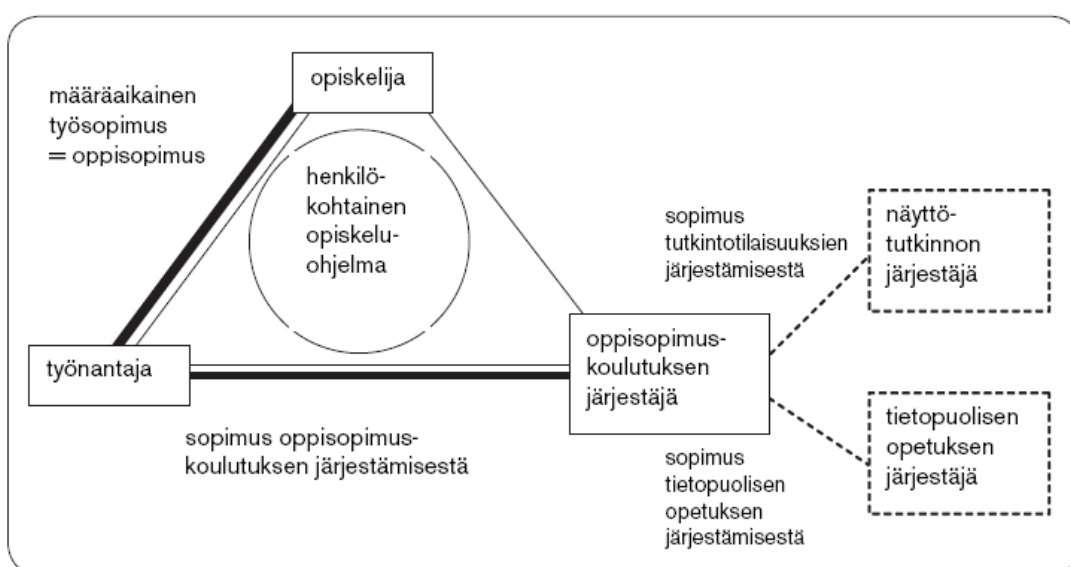 opiskelija
määräaikainen
työsopimus
= oppisopimus
henkilö-
kohtainen
opiskelu-
ohjelma
sopimus
tutkintotilaisuuksien
järjestämisestä
näyttö-
tutkinnon
järjestäjä
työnantaja
oppisopimus-
koulutuksen
järjestäjä
sopimus oppisopimus-
koulutuksen järjestämisestä
sopimus
tietopuolisen
opetuksen
järjestämisestä
tietopuolisen
opetuksen
järjestäjä